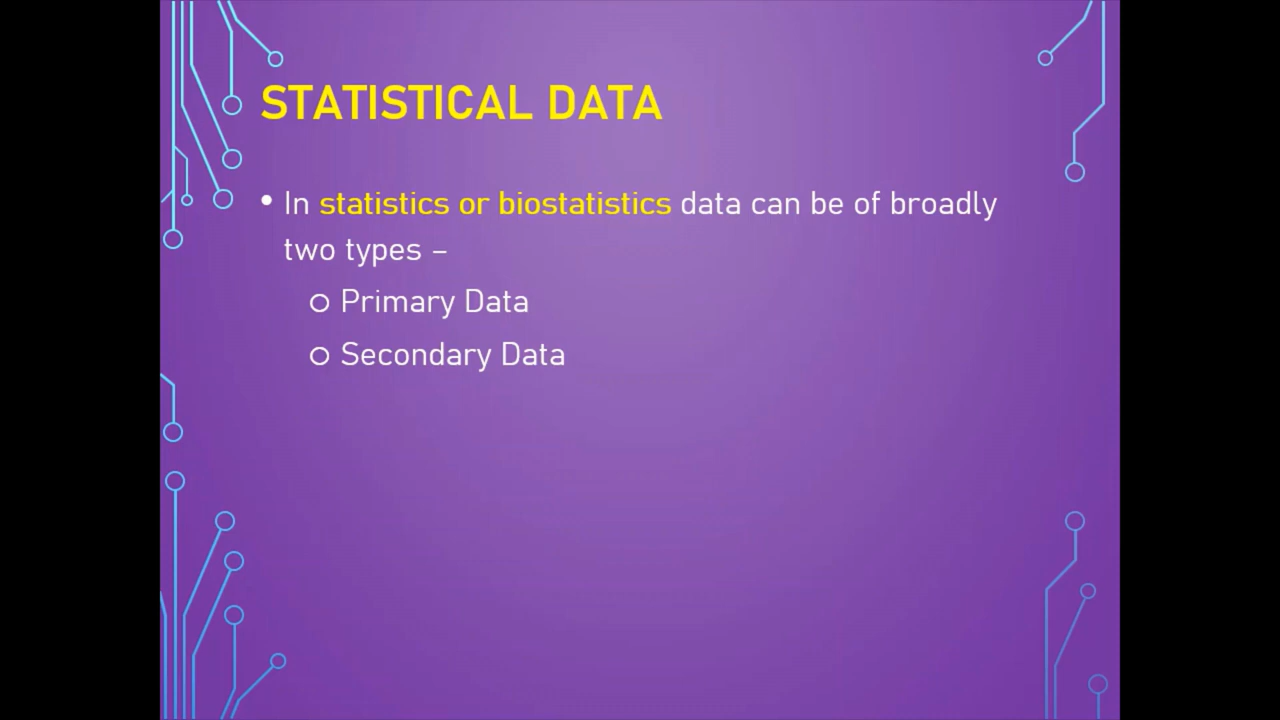 STATISTICAL DATA
• In statistics or biostatistics data can be of broadly
two types –
○ Primary Data
○ Secondary Data